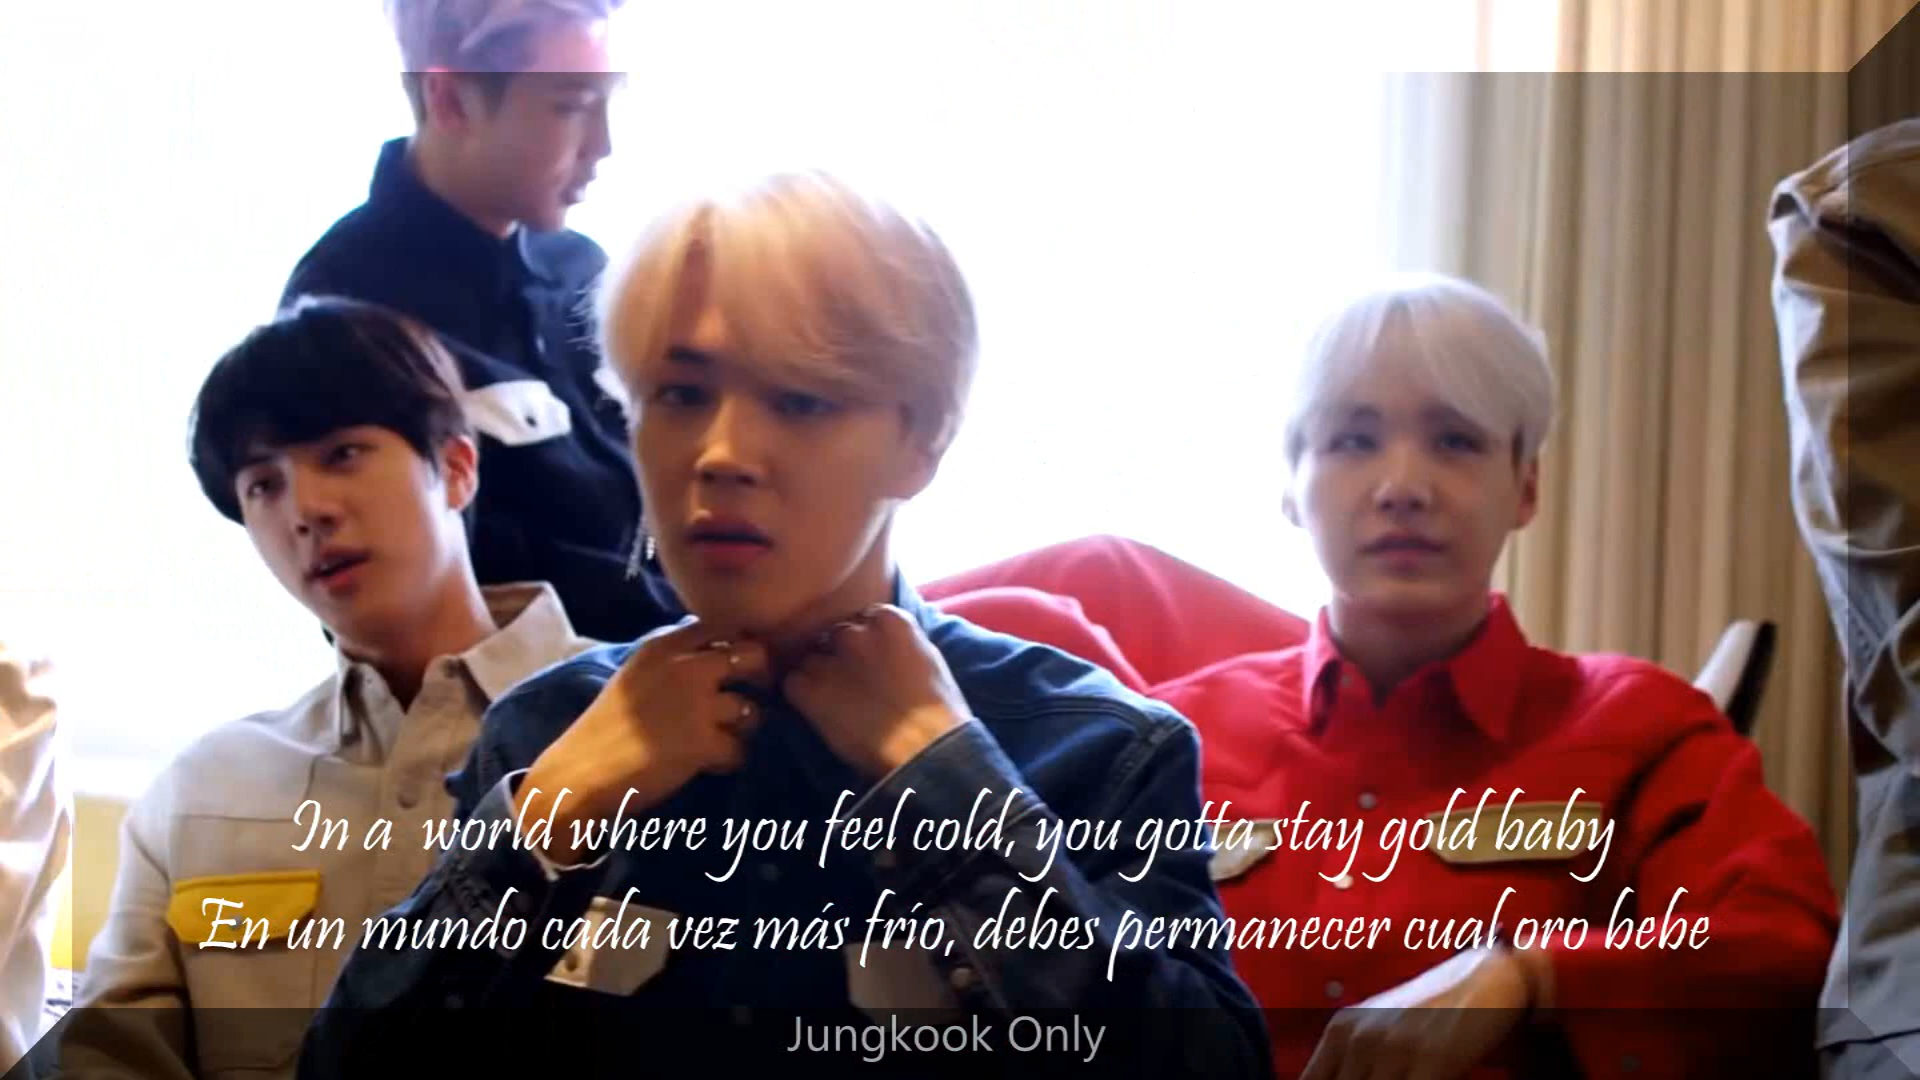 In a world where you feel cold, you gotta stay gold baby
En un mundo cada vez más frío, debes permanecer cual oro bebe
Jungkook Only